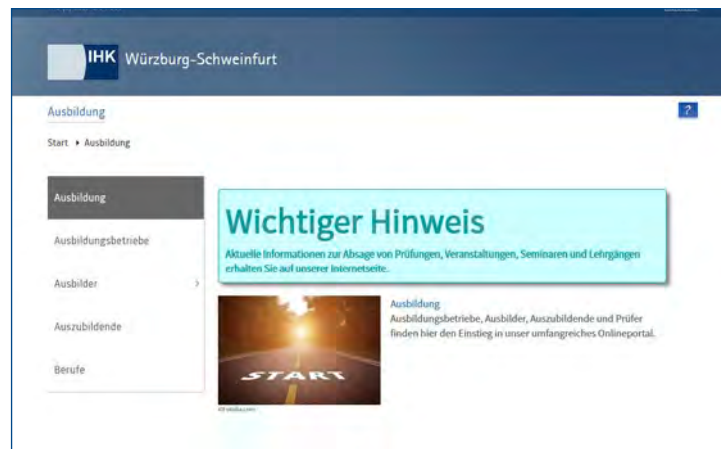 IHK Würzburg-Schweinfurt
Ausbildung
?
Start ▸ Ausbildung
Ausbildung
Ausbildungsbetriebe
Ausbilder >
Auszubildende
Berufe
Wichtiger Hinweis
Aktuelle Informationen zur Absage von Prüfungen, Veranstaltungen, Seminaren und Lehrgängen
erhalten Sie auf unserer Internetseite.
START
Ausbildung
Ausbildungsbetriebe, Ausbilder, Auszubildende und Prüfer
finden hier den Einstieg in unser umfangreiches Onlineportal.